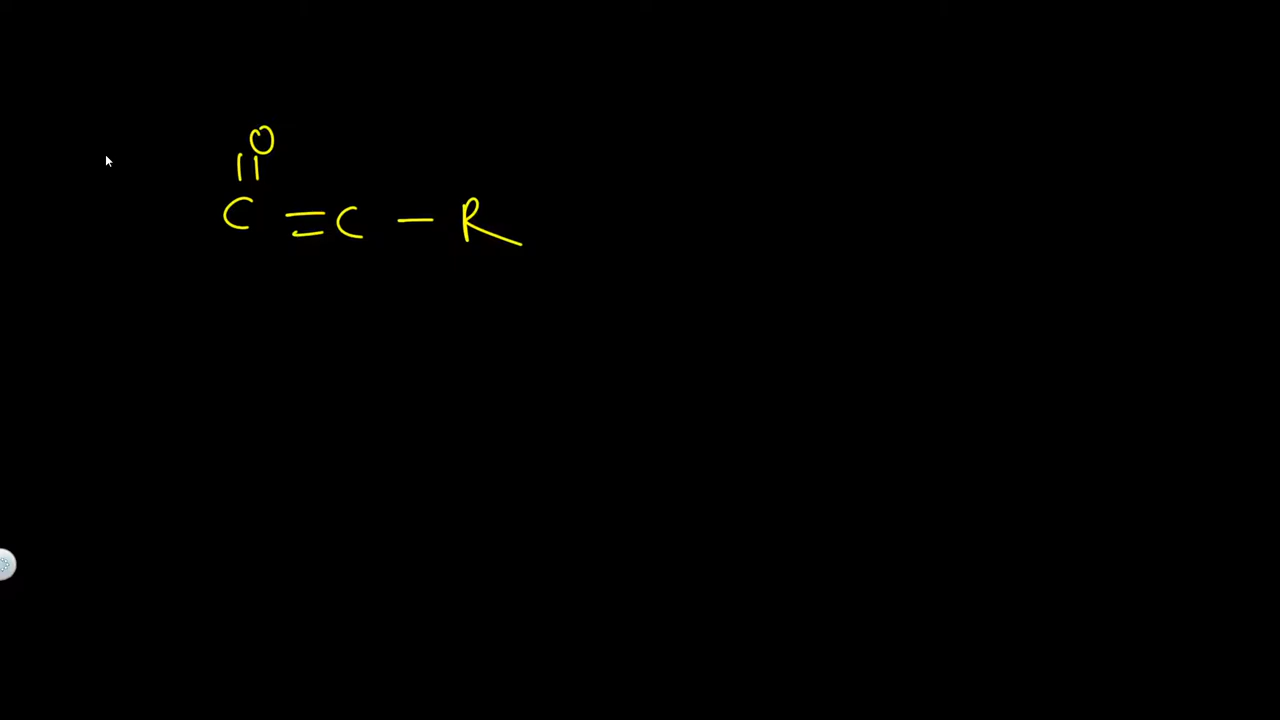 O
||
C = C — R